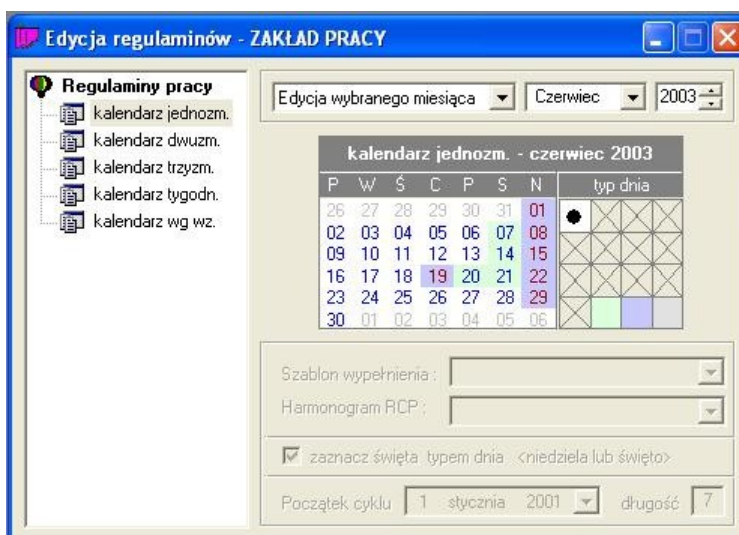 Edycja regulaminów - ZAKŁAD PRACY
Regulaminy pracy
kalendarz jednozm.
kalendarz dwuzm.
kalendarz trzyzm.
kalendarz tygodn.
kalendarz wg wz.
Edycja wybranego miesiąca Czerwiec 2003
kalendarz jednozm. - czerwiec 2003
P W Ś C P S N typ dnia
26 27 28 29 30 31 01
02 03 04 05 06 07 08
09 10 11 12 13 14 15
16 17 18 19 20 21 22
23 24 25 26 27 28 29
30 01 02 03 04 05 06
Szablon wypełnienia :
Harmonogram RCP :
zaznacz święta typem dnia <niedziela lub święto>
Początek cyklu 1 stycznia 2001 długość 7